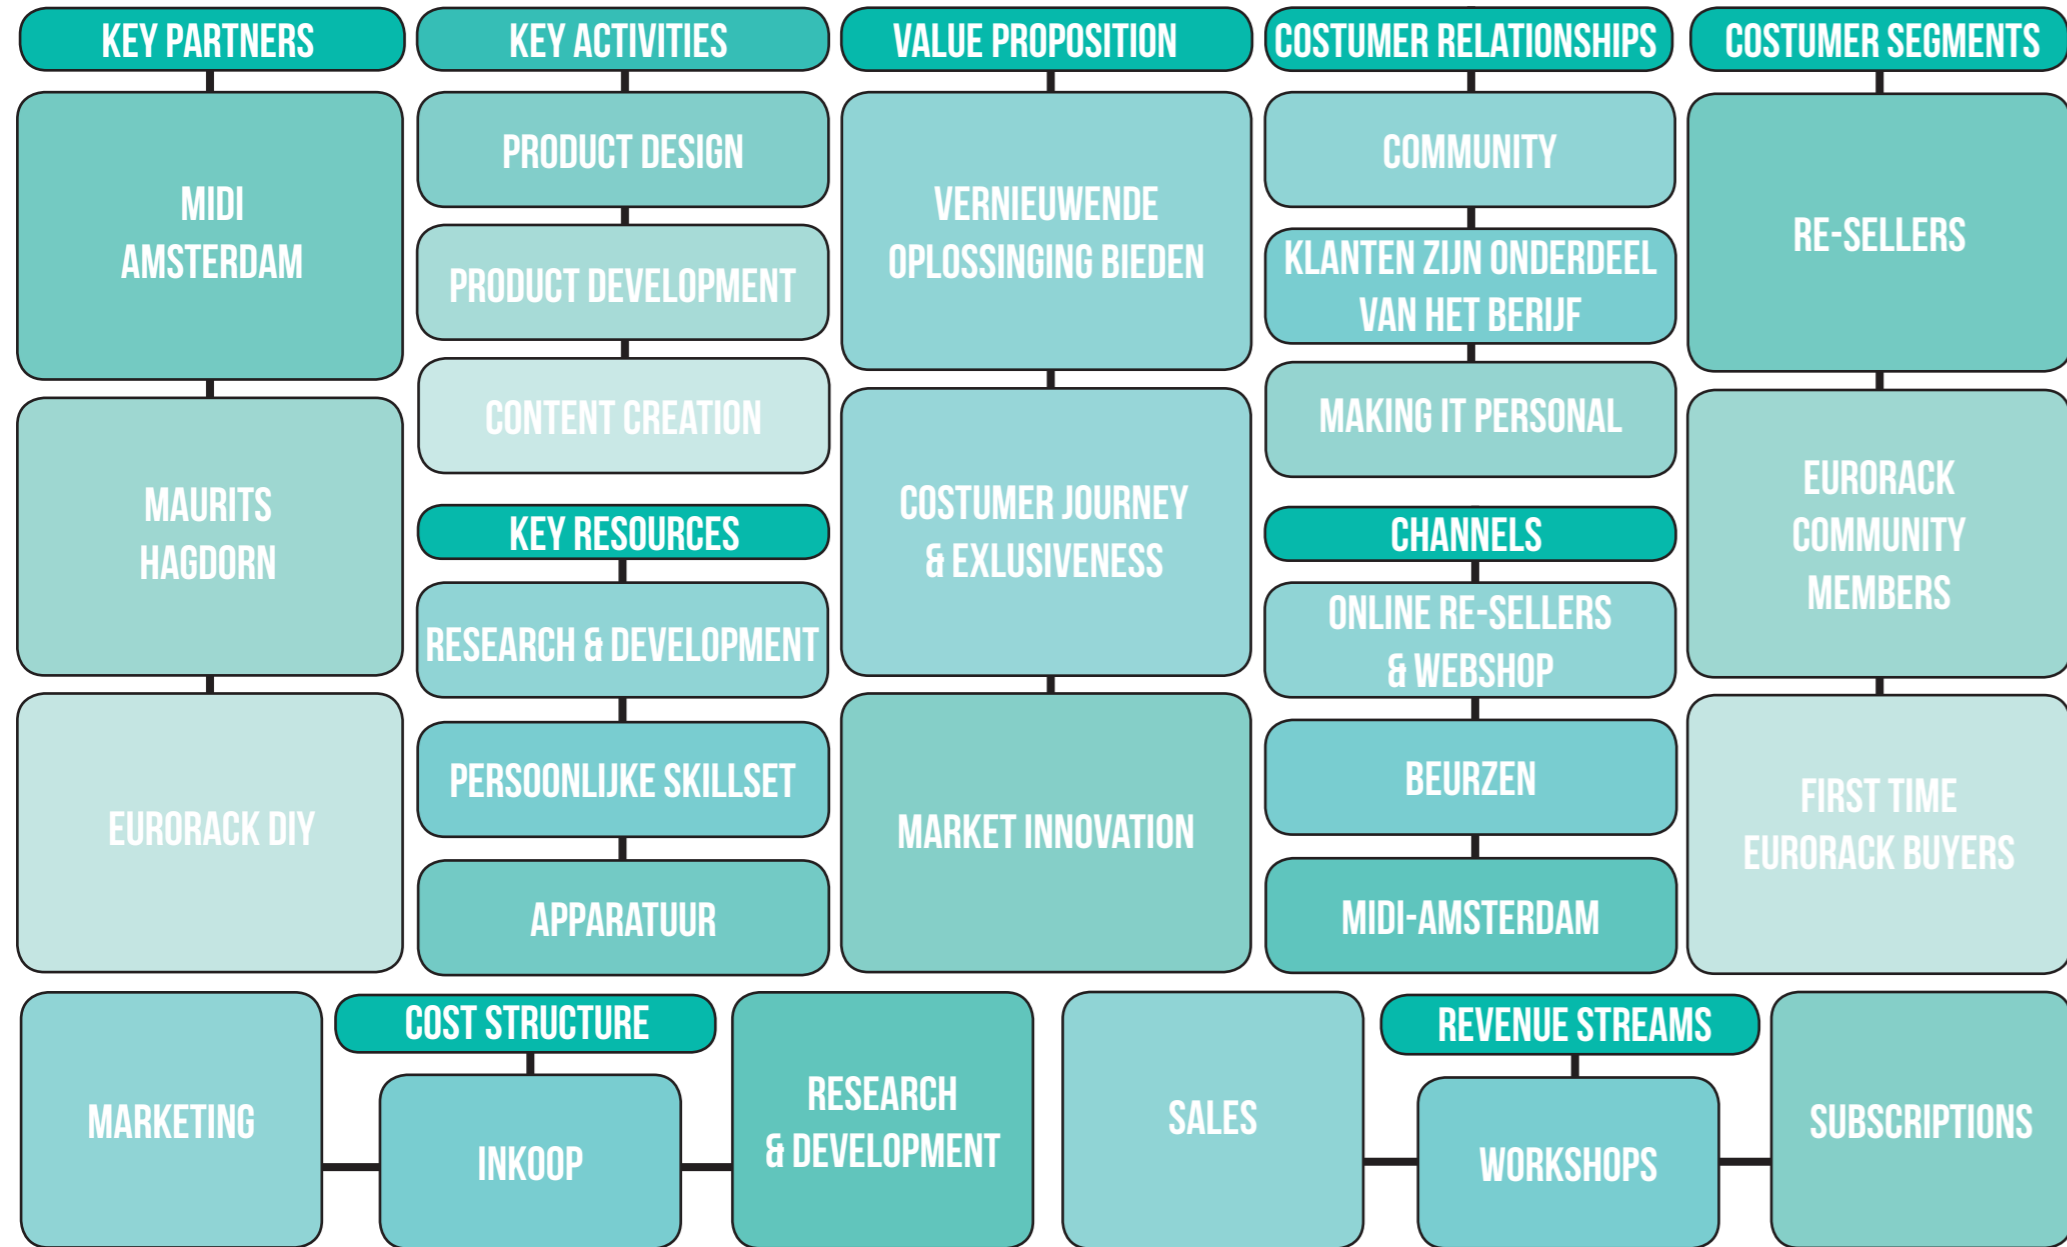 KEY PARTNERS
MIDI
AMSTERDAM
MAURITS
HAGDORN
EURORACK DIY
KEY ACTIVITIES
PRODUCT DESIGN
PRODUCT DEVELOPMENT
CONTENT CREATION
KEY RESOURCES
RESEARCH & DEVELOPMENT
PERSOONLIJKE SKILLSET
APPARATUUR
VALUE PROPOSITION
VERNIEUWENDE
OPLOSSINGING BIEDEN
COSTUMER JOURNEY
& EXLUSIVENESS
MARKET INNOVATION
COSTUMER RELATIONSHIPS
COMMUNITY
KLANTEN ZIJN ONDERDEEL
VAN HET BERIJF
MAKING IT PERSONAL
CHANNELS
ONLINE RE-SELLERS
& WEBSHOP
BEURZEN
MIDI-AMSTERDAM
COSTUMER SEGMENTS
RE-SELLERS
EURORACK
COMMUNITY
MEMBERS
FIRST TIME
EURORACK BUYERS
COST STRUCTURE
MARKETING
INKOOP
RESEARCH
& DEVELOPMENT
REVENUE STREAMS
SALES
WORKSHOPS
SUBSCRIPTIONS